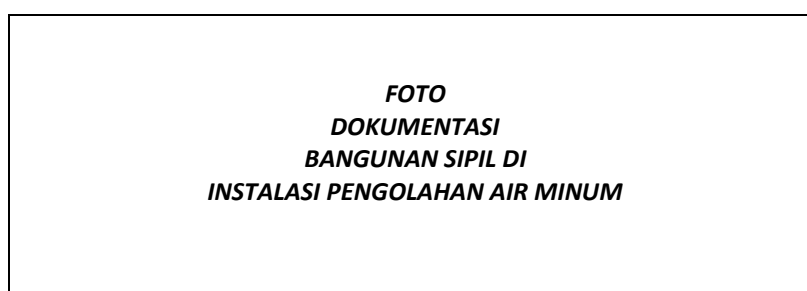 FOTO
DOKUMENTASI
BANGUNAN SIPIL DI
INSTALASI PENGOLAHAN AIR MINUM